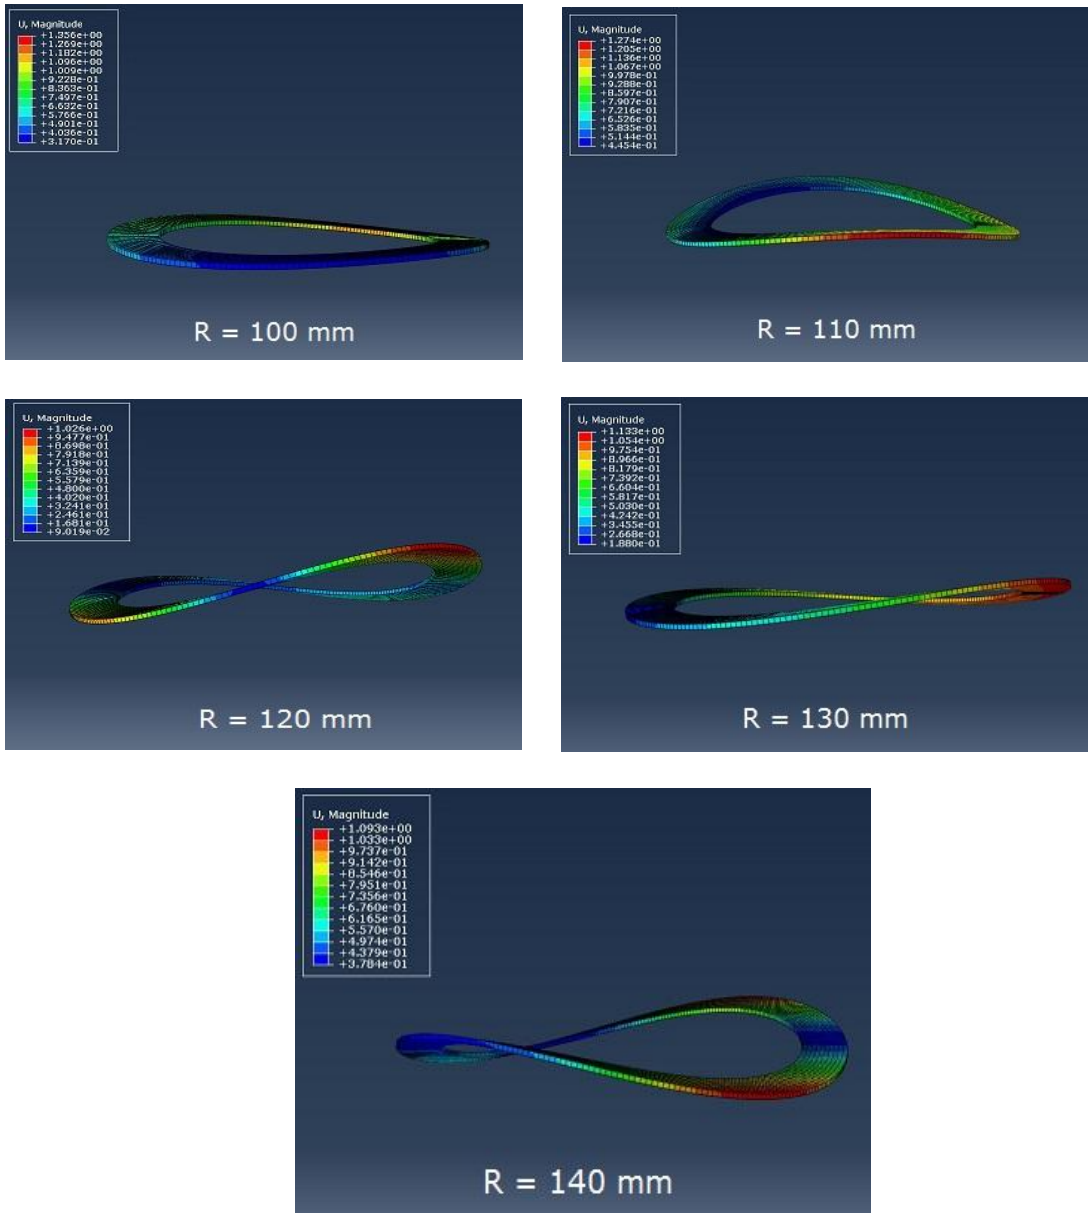 U, Magnitude
+1.356e+00
+1.269e+00
+1.182e+00
+1.096e+00
+1.009e+00
+9.228e-01
+8.363e-01
+7.497e-01
+6.632e-01
+5.766e-01
+4.901e-01
+4.036e-01
+3.170e-01
R = 100 mm
U, Magnitude
+1.274e+00
+1.205e+00
+1.136e+00
+1.067e+00
+9.978e-01
+9.288e-01
+8.597e-01
+7.907e-01
+7.216e-01
+6.526e-01
+5.835e-01
+5.144e-01
+4.454e-01
R = 110 mm
U, Magnitude
+1.026e+00
+9.477e-01
+8.698e-01
+7.918e-01
+7.139e-01
+6.359e-01
+5.579e-01
+4.800e-01
+4.020e-01
+3.241e-01
+2.461e-01
+1.681e-01
+9.019e-02
R = 120 mm
U, Magnitude
+1.133e+00
+1.054e+00
+9.754e-01
+8.966e-01
+8.179e-01
+7.392e-01
+6.604e-01
+5.817e-01
+5.030e-01
+4.242e-01
+3.455e-01
+2.668e-01
+1.880e-01
R = 130 mm
U, Magnitude
+1.093e+00
+1.033e+00
+9.737e-01
+9.142e-01
+8.546e-01
+7.951e-01
+7.356e-01
+6.760e-01
+6.165e-01
+5.570e-01
+4.974e-01
+4.379e-01
+3.784e-01
R = 140 mm